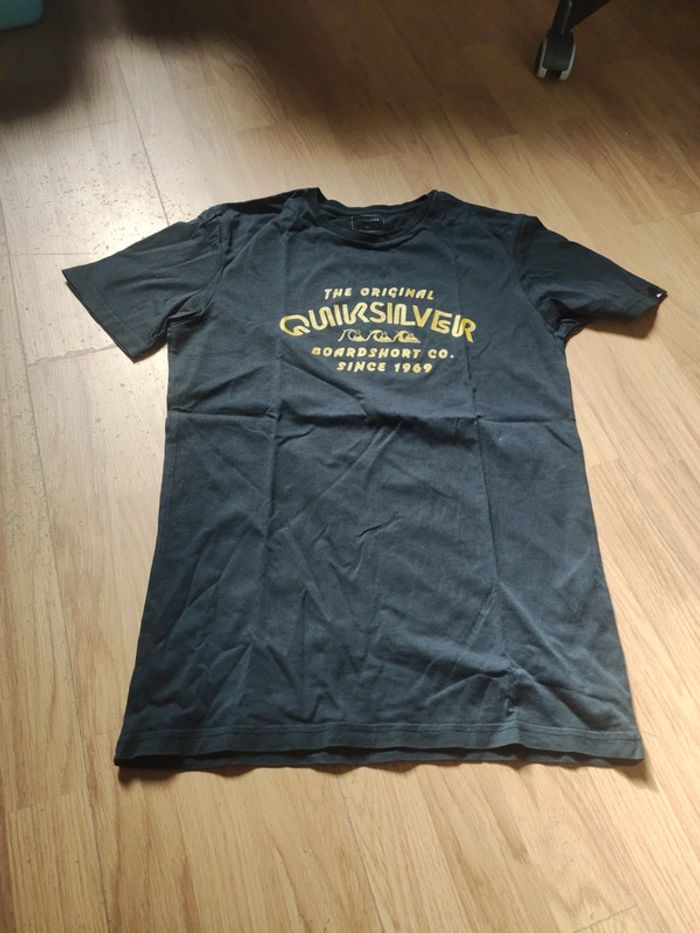 THE ORIGINAL
QUIKSILVER
BOARDSHORT CO.
SINCE 1969